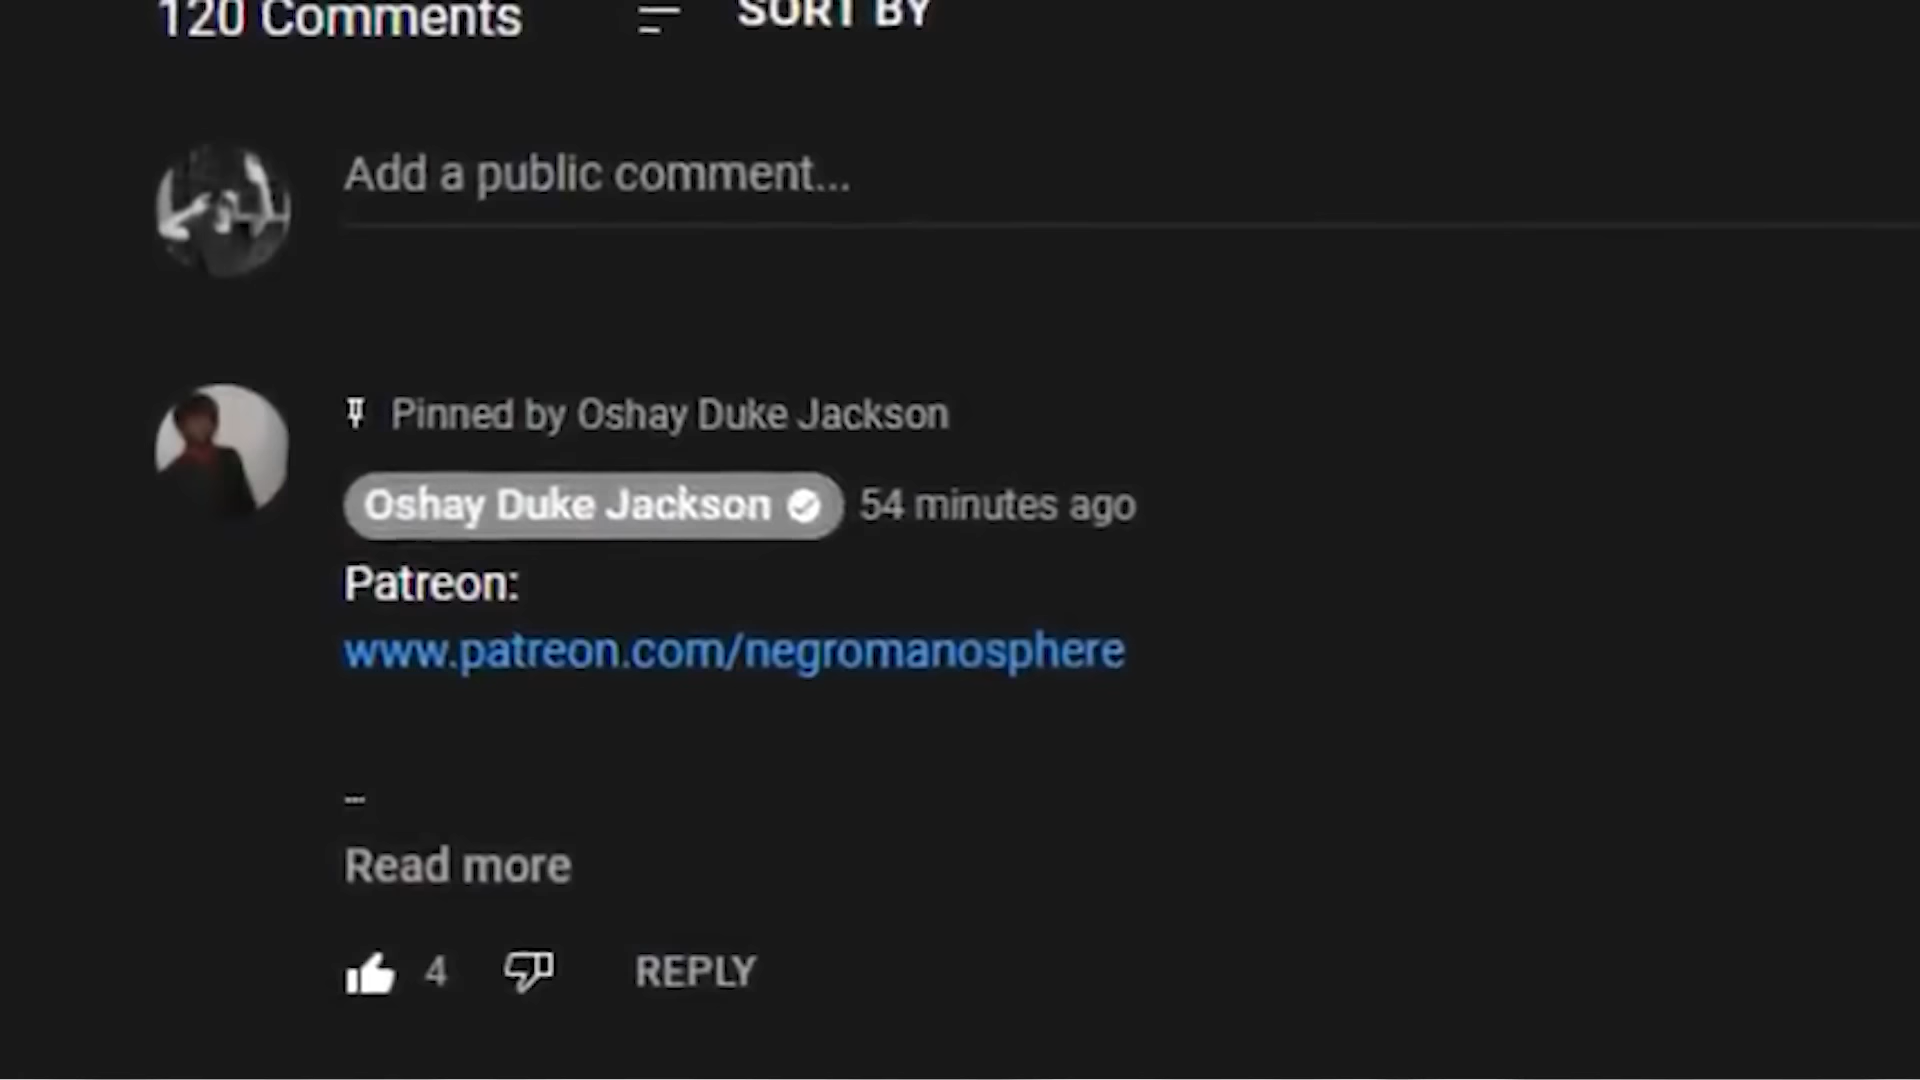 120 Comments SORT BY
Add a public comment...
Pinned by Oshay Duke Jackson
Oshay Duke Jackson 54 minutes ago
Patreon:
www.patreon.com/negromanosphere
...
Read more
4 REPLY